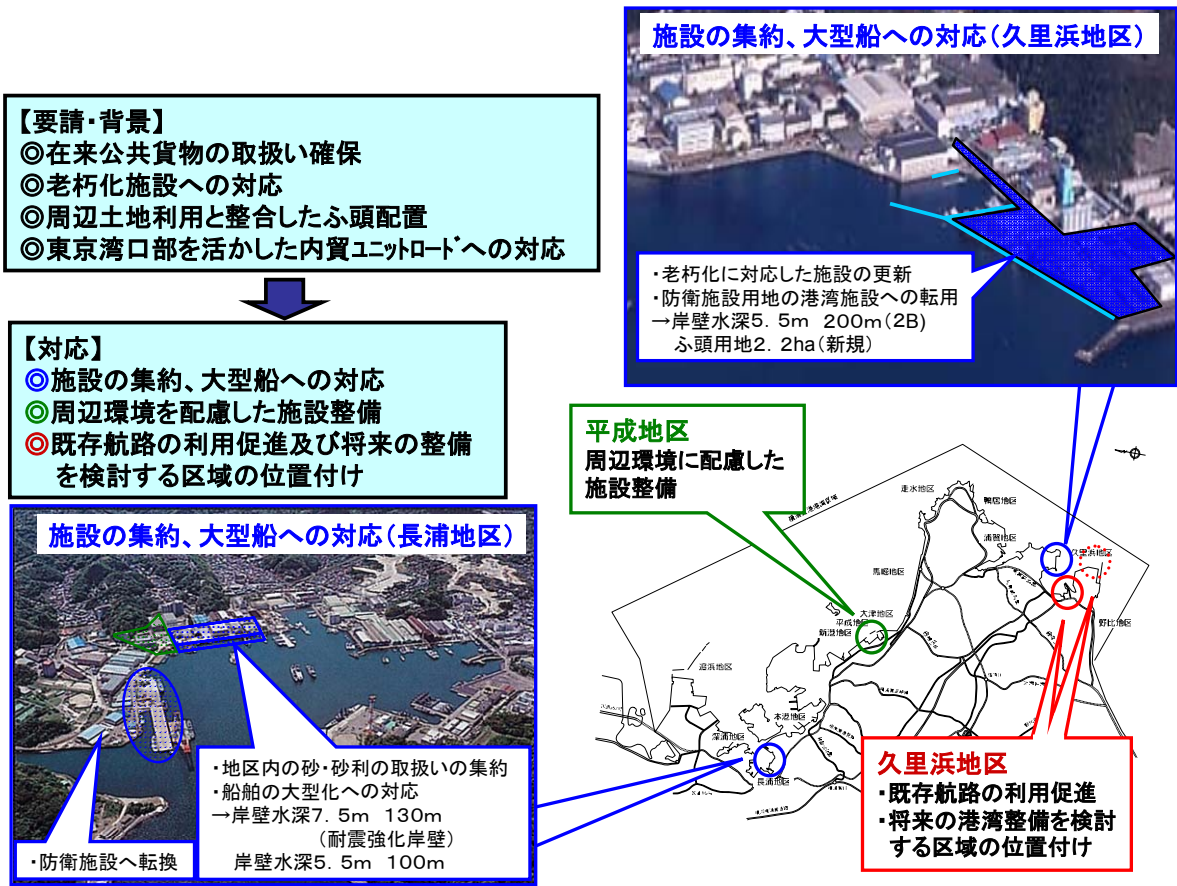 【要請・背景】
◎在来公共貨物の取扱い確保
◎老朽化施設への対応
◎周辺土地利用と整合したふ頭配置
◎東京湾口部を活かした内貿ユニットロードへの対応
【対応】
◎施設の集約、大型船への対応
◎周辺環境を配慮した施設整備
◎既存航路の利用促進及び将来の整備
を検討する区域の位置付け
施設の集約、大型船への対応(久里浜地区)
・老朽化に対応した施設の更新
・防衛施設用地の港湾施設への転用
→岸壁水深5.5m 200m(2B)
ふ頭用地2.2ha(新規)
施設の集約、大型船への対応(長浦地区)
・地区内の砂・砂利の取扱いの集約
・船舶の大型化への対応
→岸壁水深7.5m 130m
(耐震強化岸壁)
岸壁水深5.5m 100m
・防衛施設へ転換
平成地区
周辺環境に配慮した
施設整備
走水地区
鴨居地区
浦賀地区
久里浜地区
馬堀地区
大津地区
平成地区
新港地区
野比地区
追浜地区
本港地区
深浦地区
長浦地区
久里浜地区
・既存航路の利用促進
・将来の港湾整備を検討
する区域の位置付け